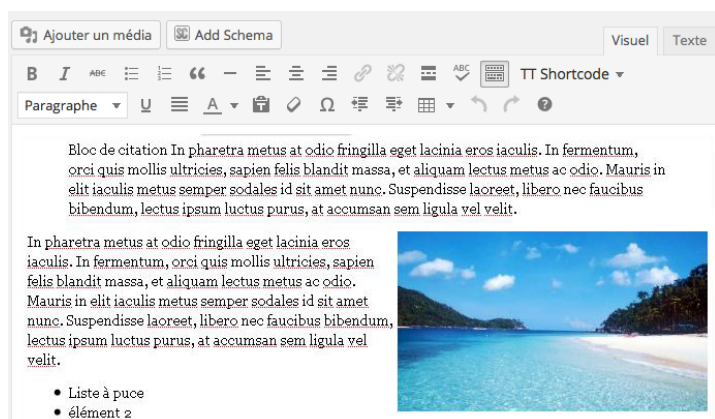 Ajouter un média SC Add Schema
Visuel Texte
B I ABC “ ABC TT Shortcode
Paragraphe U A Ω
Bloc de citation In pharetra metus at odio fringilla eget lacinia eros iaculis. In fermentum,
orci quis mollis ultricies, sapien felis blandit massa, et aliquam lectus metus ac odio. Mauris in
elit iaculis metus semper sodales id sit amet nunc. Suspendisse laoreet, libero nec faucibus
bibendum, lectus ipsum luctus purus, at accumsan sem ligula vel velit.
In pharetra metus at odio fringilla eget lacinia eros
iaculis. In fermentum, orci quis mollis ultricies, sapien
felis blandit massa, et aliquam lectus metus ac odio.
Mauris in elit iaculis metus semper sodales id sit amet
nunc. Suspendisse laoreet, libero nec faucibus bibendum,
lectus ipsum luctus purus, at accumsan sem ligula vel
velit.
• Liste à puce
• élément 2